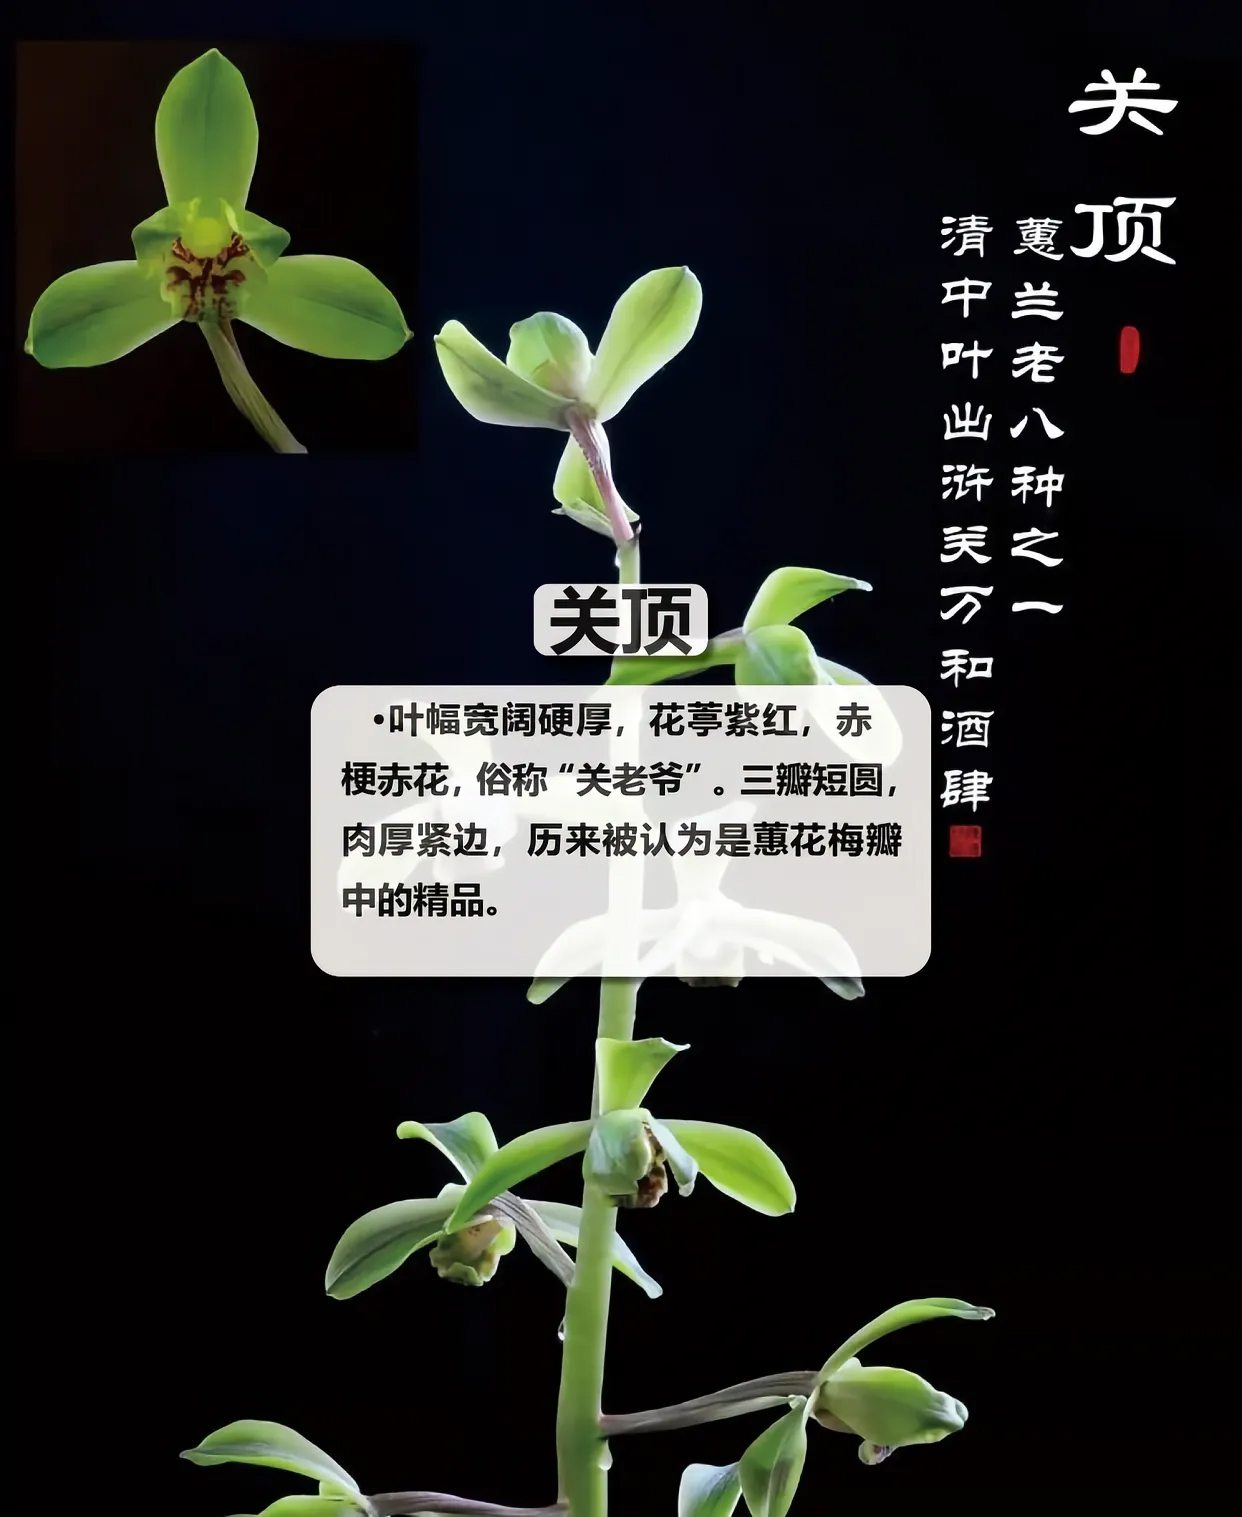 关顶
蕙兰老八种之一
清中叶出浒关万和酒肆
关顶
•叶幅宽阔硬厚，花葶紫红，赤
梗赤花，俗称“关老爷”。三瓣短圆，
肉厚紧边，历来被认为是蕙花梅瓣
中的精品。